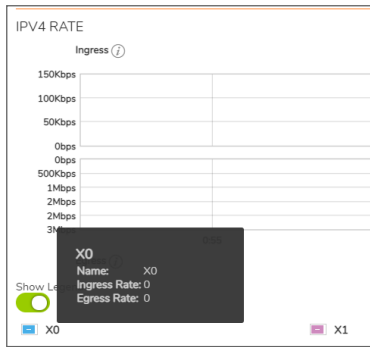 IPV4 RATE
Ingress i
150Kbps
100Kbps
50Kbps
0bps
0bps
500Kbps
1Mbps
2Mbps
2Mbps
X0
Name: X0
Ingress Rate: 0
Egress Rate: 0
Show
X0
X1